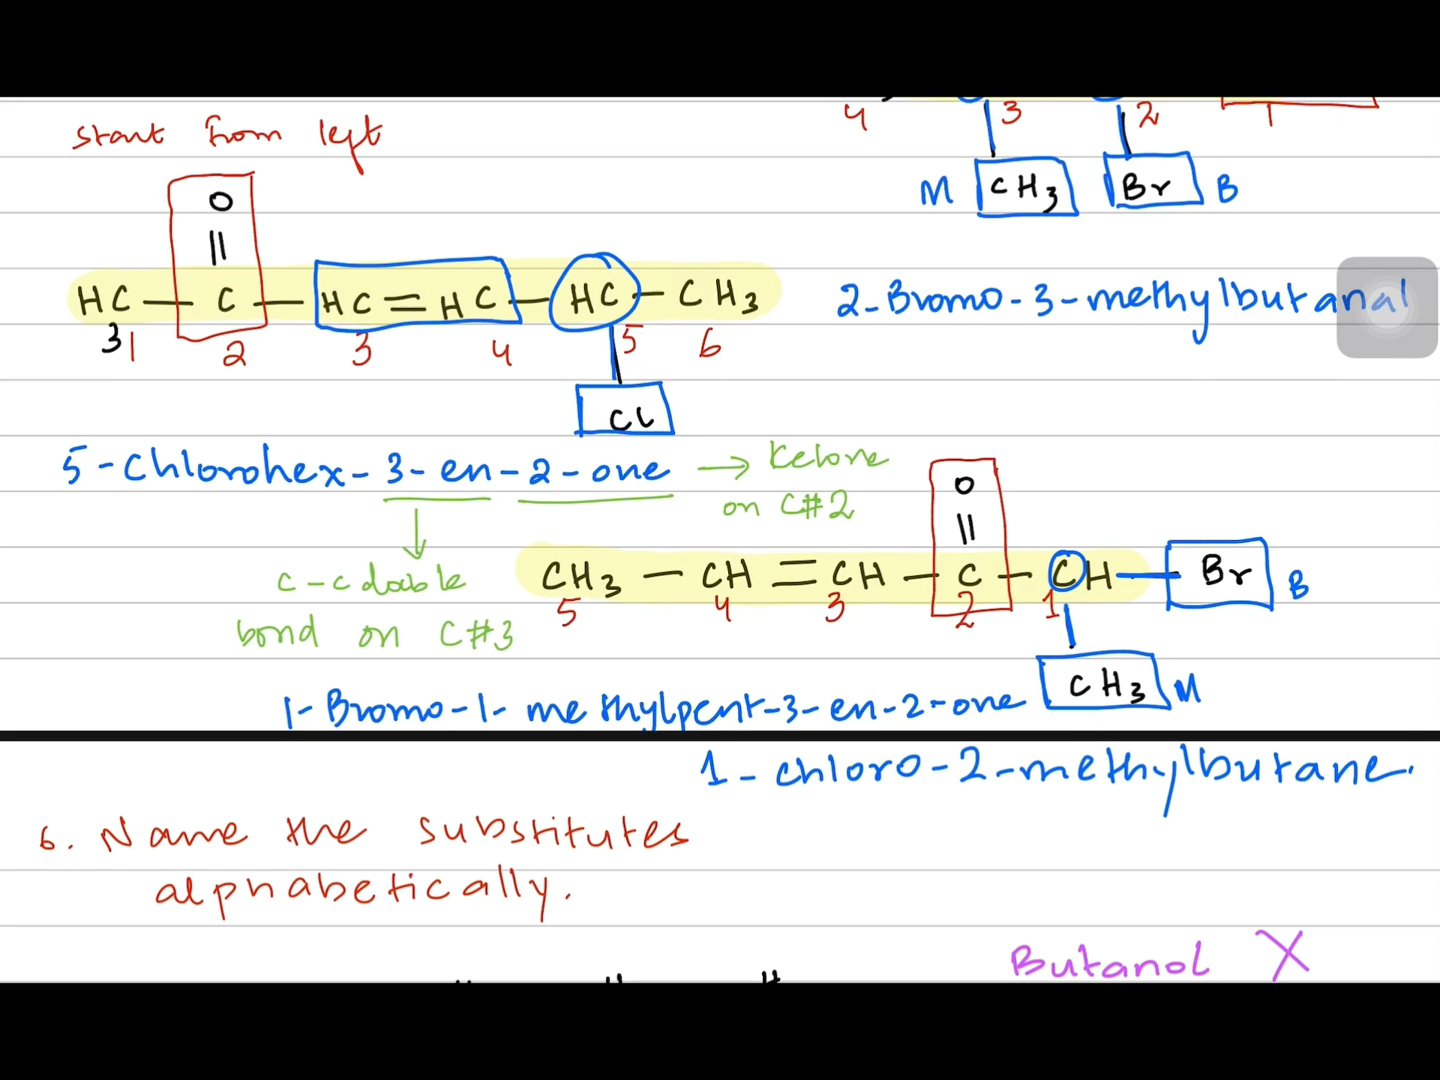 start from left
4 3 2 1
M CH3 Br B
O
||
HC — C — HC = HC — HC — CH3
3 1 2 3 4 5 6
Cl
2-Bromo-3-methylbutanal
5-Chlorohex-3-en-2-one → Ketone
on C#2
C-C double
bond on C#3
O
||
CH3 — CH = CH — C — CH — Br B
5 4 3 2 1
CH3 M
1-Bromo-1-methylpent-3-en-2-one
1-chloro-2-methylbutane.
6. Name the substitutes
alphabetically.
Butanol X